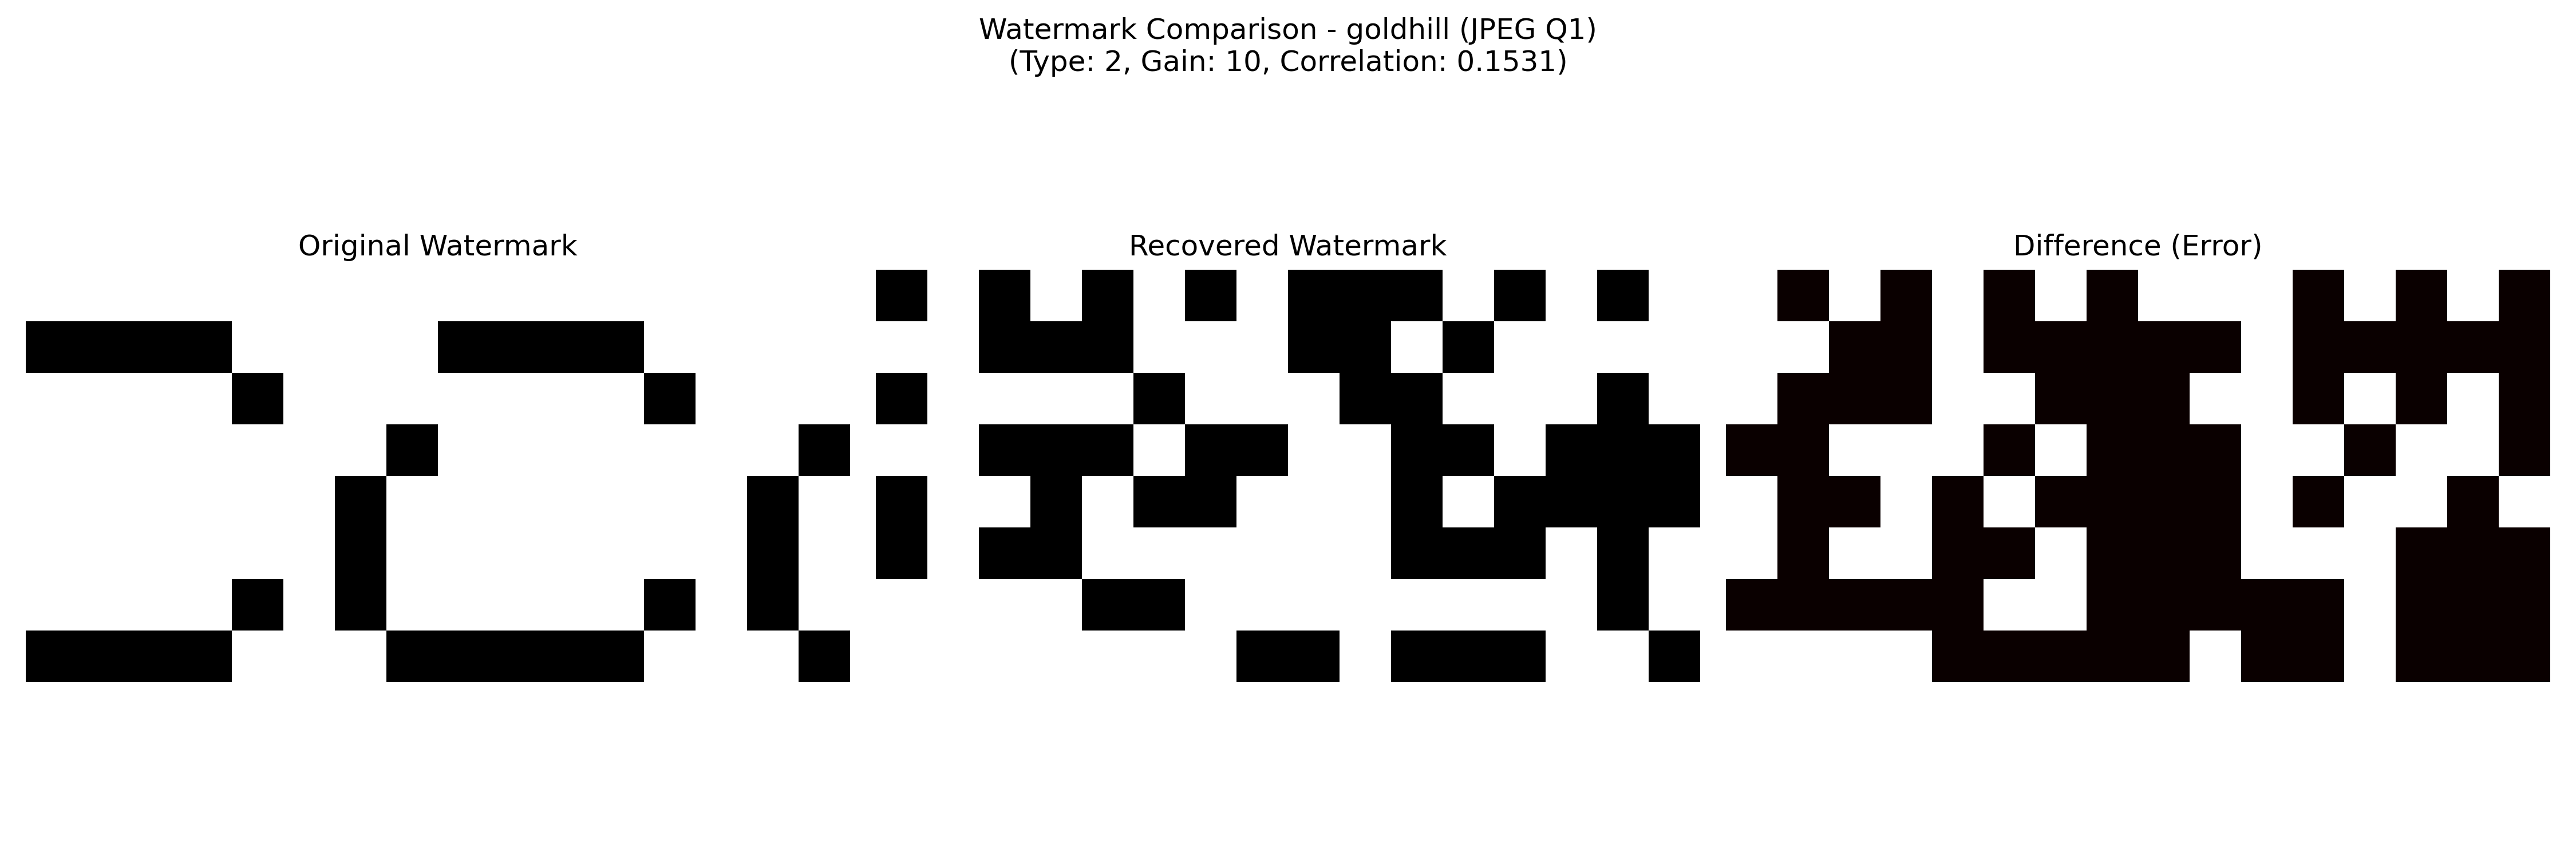 Watermark Comparison - goldhill (JPEG Q1)
(Type: 2, Gain: 10, Correlation: 0.1531)
Original Watermark
Recovered Watermark
Difference (Error)